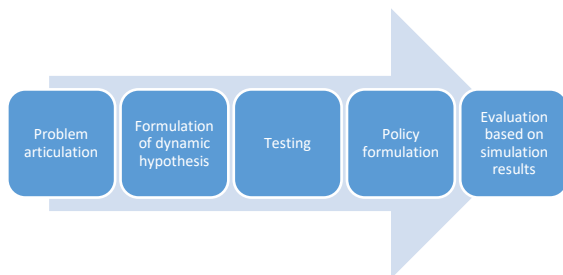 Problem
articulation
Formulation
of dynamic
hypothesis
Testing
Policy
formulation
Evaluation
based on
simulation
results